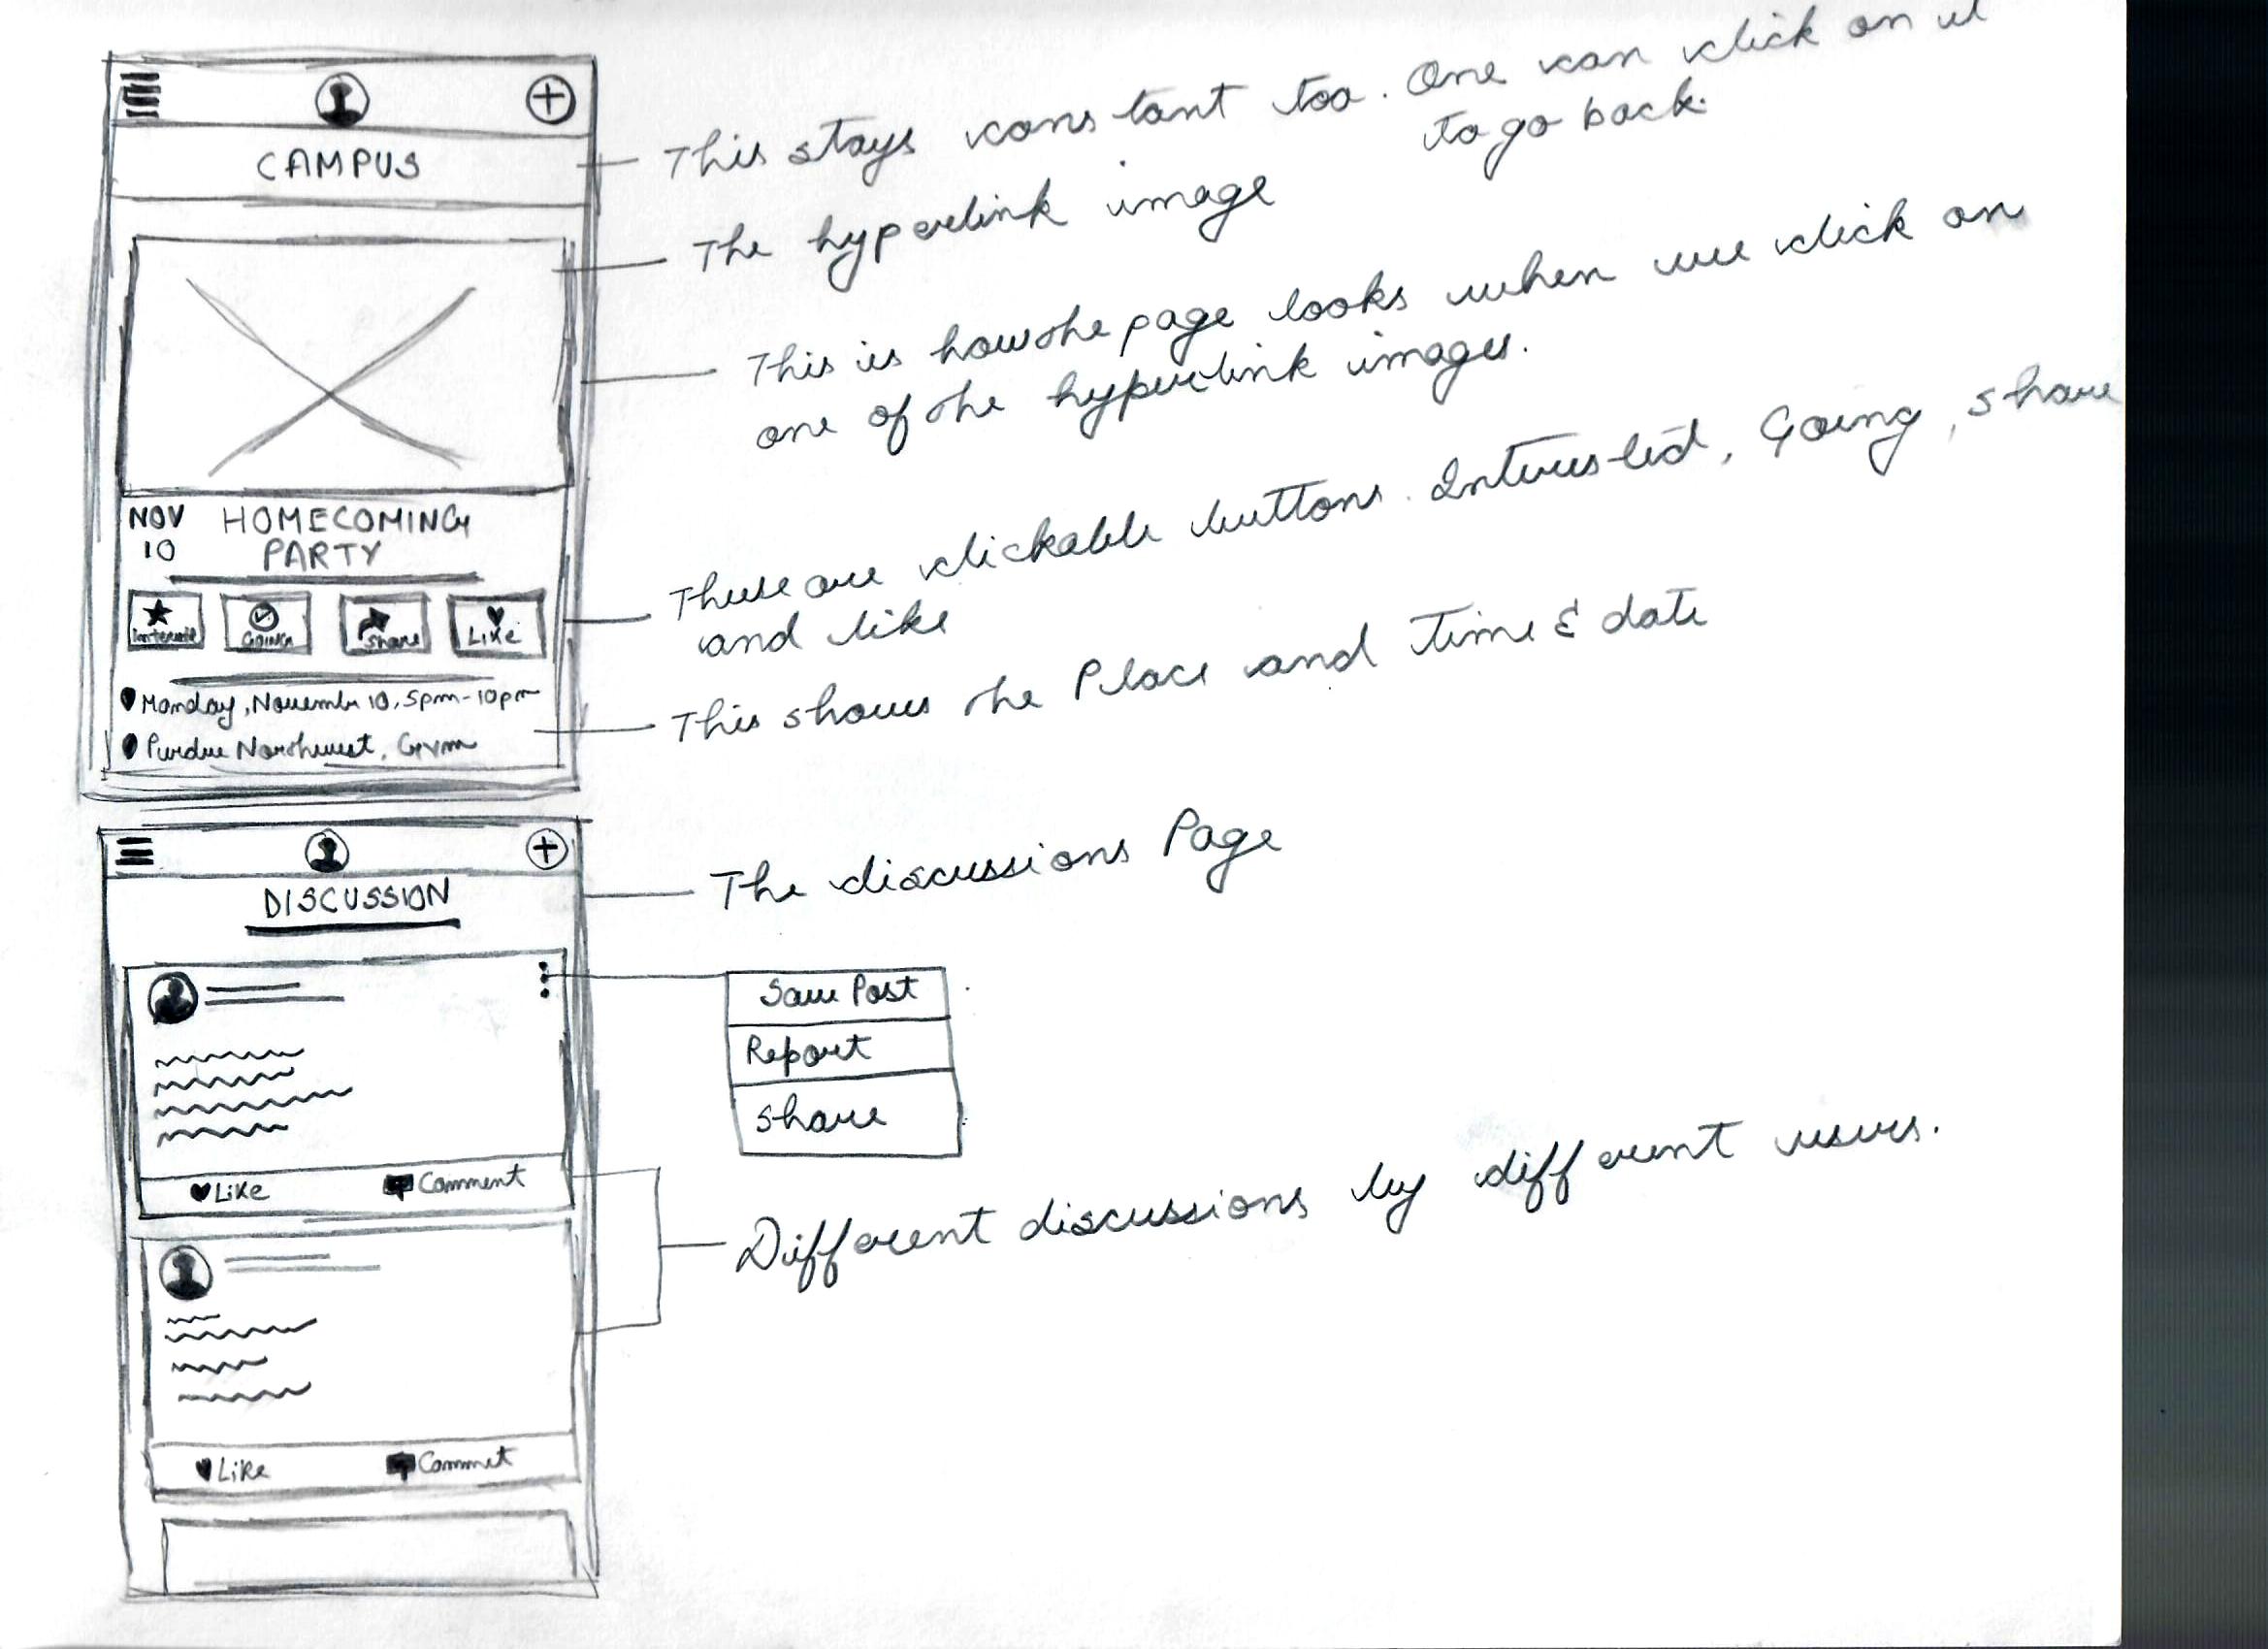 CAMPUS
This stays constant too. One can click on it
to go back.
The hyperlink image
This is how the page looks when we click on
one of the hyperlink images.
NOV HOMECOMING
10 PARTY
Interested Going Share Like
These are clickable buttons. Interested, Going, share
and like
Monday, November 10, 5pm-10pm
Purdue Northwest, Gym
This shows the Place and Time & date
DISCUSSION
The discussions Page
Save Post
Report
Share
Like Comment
Different discussions by different users.
Like Commet